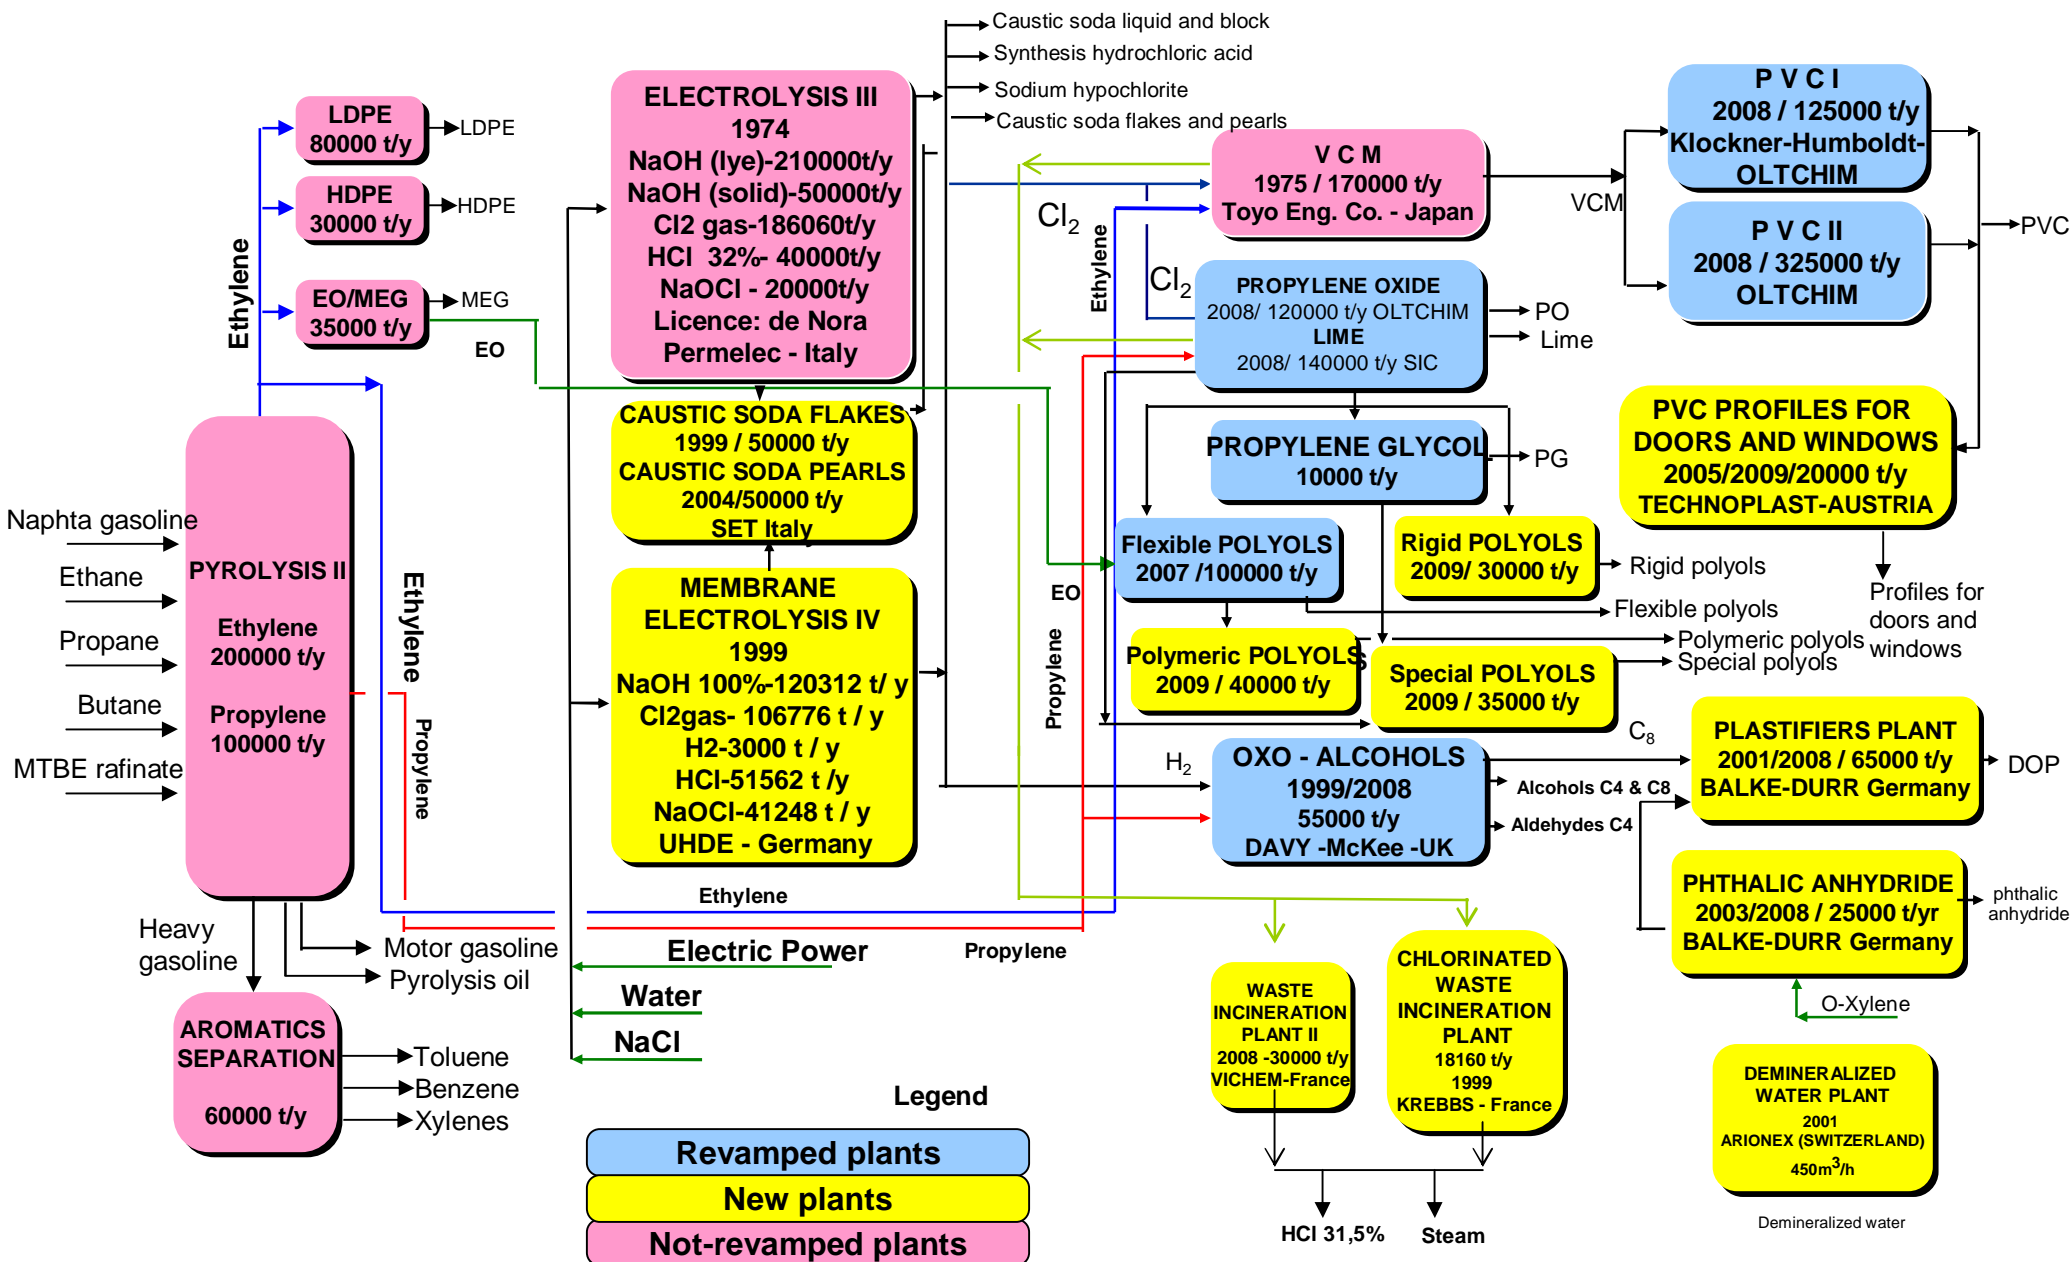 Caustic soda liquid and block
Synthesis hydrochloric acid
Sodium hypochlorite
Caustic soda flakes and pearls
LDPE
80000 t/y
LDPE
HDPE
30000 t/y
HDPE
EO/MEG
35000 t/y
MEG
EO
Ethylene
ELECTROLYSIS III
1974
NaOH (lye)-210000t/y
NaOH (solid)-50000t/y
Cl2 gas-186060t/y
HCl 32%- 40000t/y
NaOCl - 20000t/y
Licence: de Nora
Permelec - Italy
CAUSTIC SODA FLAKES
1999 / 50000 t/y
CAUSTIC SODA PEARLS
2004/50000 t/y
SET Italy
MEMBRANE
ELECTROLYSIS IV
1999
NaOH 100%-120312 t/ y
Cl2gas- 106776 t / y
H2-3000 t / y
HCl-51562 t /y
NaOCl-41248 t / y
UHDE - Germany
V C M
1975 / 170000 t/y
Toyo Eng. Co. - Japan
Cl2
Cl2
Ethylene
VCM
P V C I
2008 / 125000 t/y
Klockner-Humboldt-
OLTCHIM
P V C II
2008 / 325000 t/y
OLTCHIM
PVC
PROPYLENE OXIDE
2008/ 120000 t/y OLTCHIM
LIME
2008/ 140000 t/y SIC
PO
Lime
PROPYLENE GLYCOL
10000 t/y
PG
PVC PROFILES FOR
DOORS AND WINDOWS
2005/2009/20000 t/y
TECHNOPLAST-AUSTRIA
Profiles for
doors and
windows
Flexible POLYOLS
2007 /100000 t/y
Rigid POLYOLS
2009/ 30000 t/y
Rigid polyols
Flexible polyols
Polymeric polyols
Special polyols
EO
Propylene
Polymeric POLYOLS
2009 / 40000 t/y
Special POLYOLS
2009 / 35000 t/y
Naphta gasoline
Ethane
Propane
Butane
MTBE rafinate
PYROLYSIS II
Ethylene
200000 t/y
Propylene
100000 t/y
Ethylene
Propylene
H2
OXO - ALCOHOLS
1999/2008
55000 t/y
DAVY -McKee -UK
C8
Alcohols C4 & C8
Aldehydes C4
PLASTIFIERS PLANT
2001/2008 / 65000 t/y
BALKE-DURR Germany
DOP
PHTHALIC ANHYDRIDE
2003/2008 / 25000 t/yr
BALKE-DURR Germany
phthalic
anhydride
O-Xylene
Ethylene
Propylene
Electric Power
Water
NaCl
Heavy
gasoline
Motor gasoline
Pyrolysis oil
AROMATICS
SEPARATION
60000 t/y
Toluene
Benzene
Xylenes
WASTE
INCINERATION
PLANT II
2008 -30000 t/y
VICHEM-France
CHLORINATED
WASTE
INCINERATION
PLANT
18160 t/y
1999
KREBBS - France
HCl 31,5%
Steam
DEMINERALIZED
WATER PLANT
2001
ARIONEX (SWITZERLAND)
450m3/h
Demineralized water
Legend
Revamped plants
New plants
Not-revamped plants